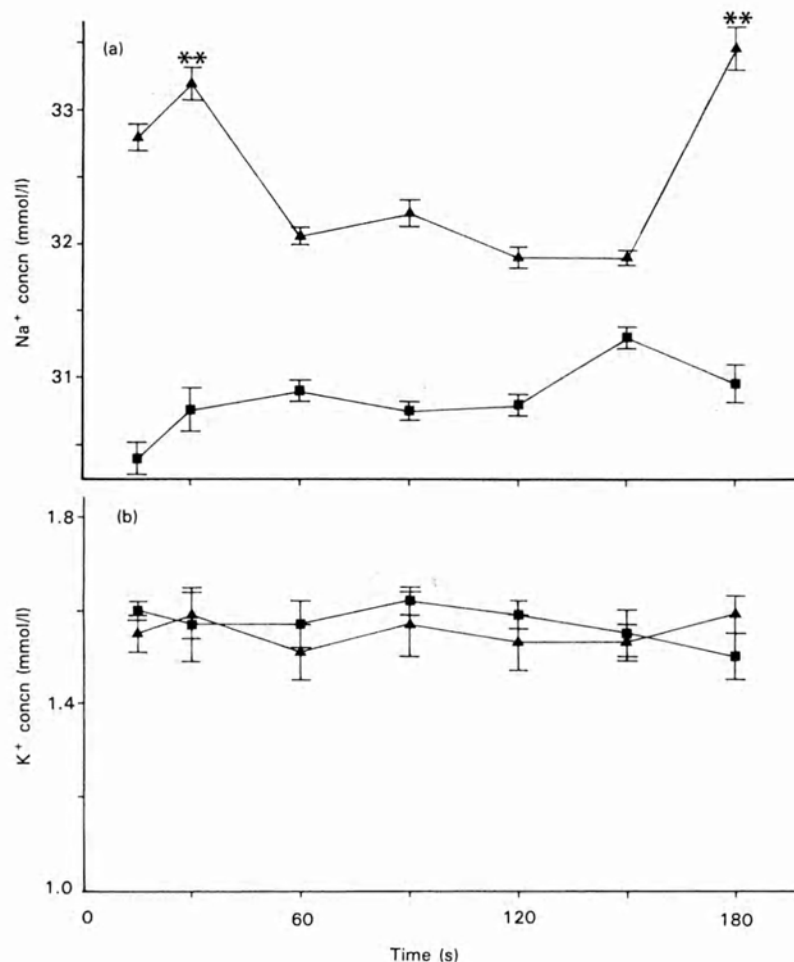 (a)
**
**
33
32
31
Na⁺ concn (mmol/l)
(b)
1.8
1.4
1.0
K⁺ concn (mmol/l)
0 60 120 180
Time (s)